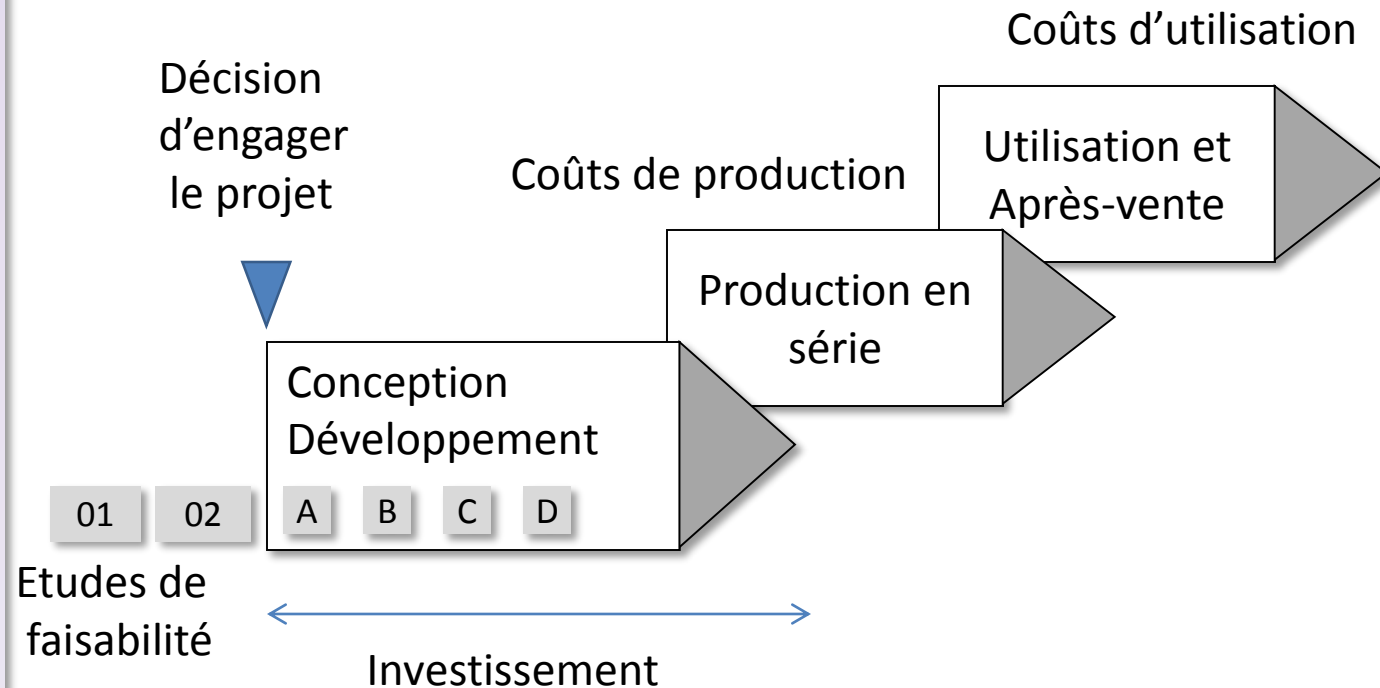 Coûts d’utilisation
Décision
d’engager
le projet
Utilisation et
Après-vente
Coûts de production
Production en
série
Conception
Développement
01
02
A
B
C
D
Etudes de
faisabilité
Investissement